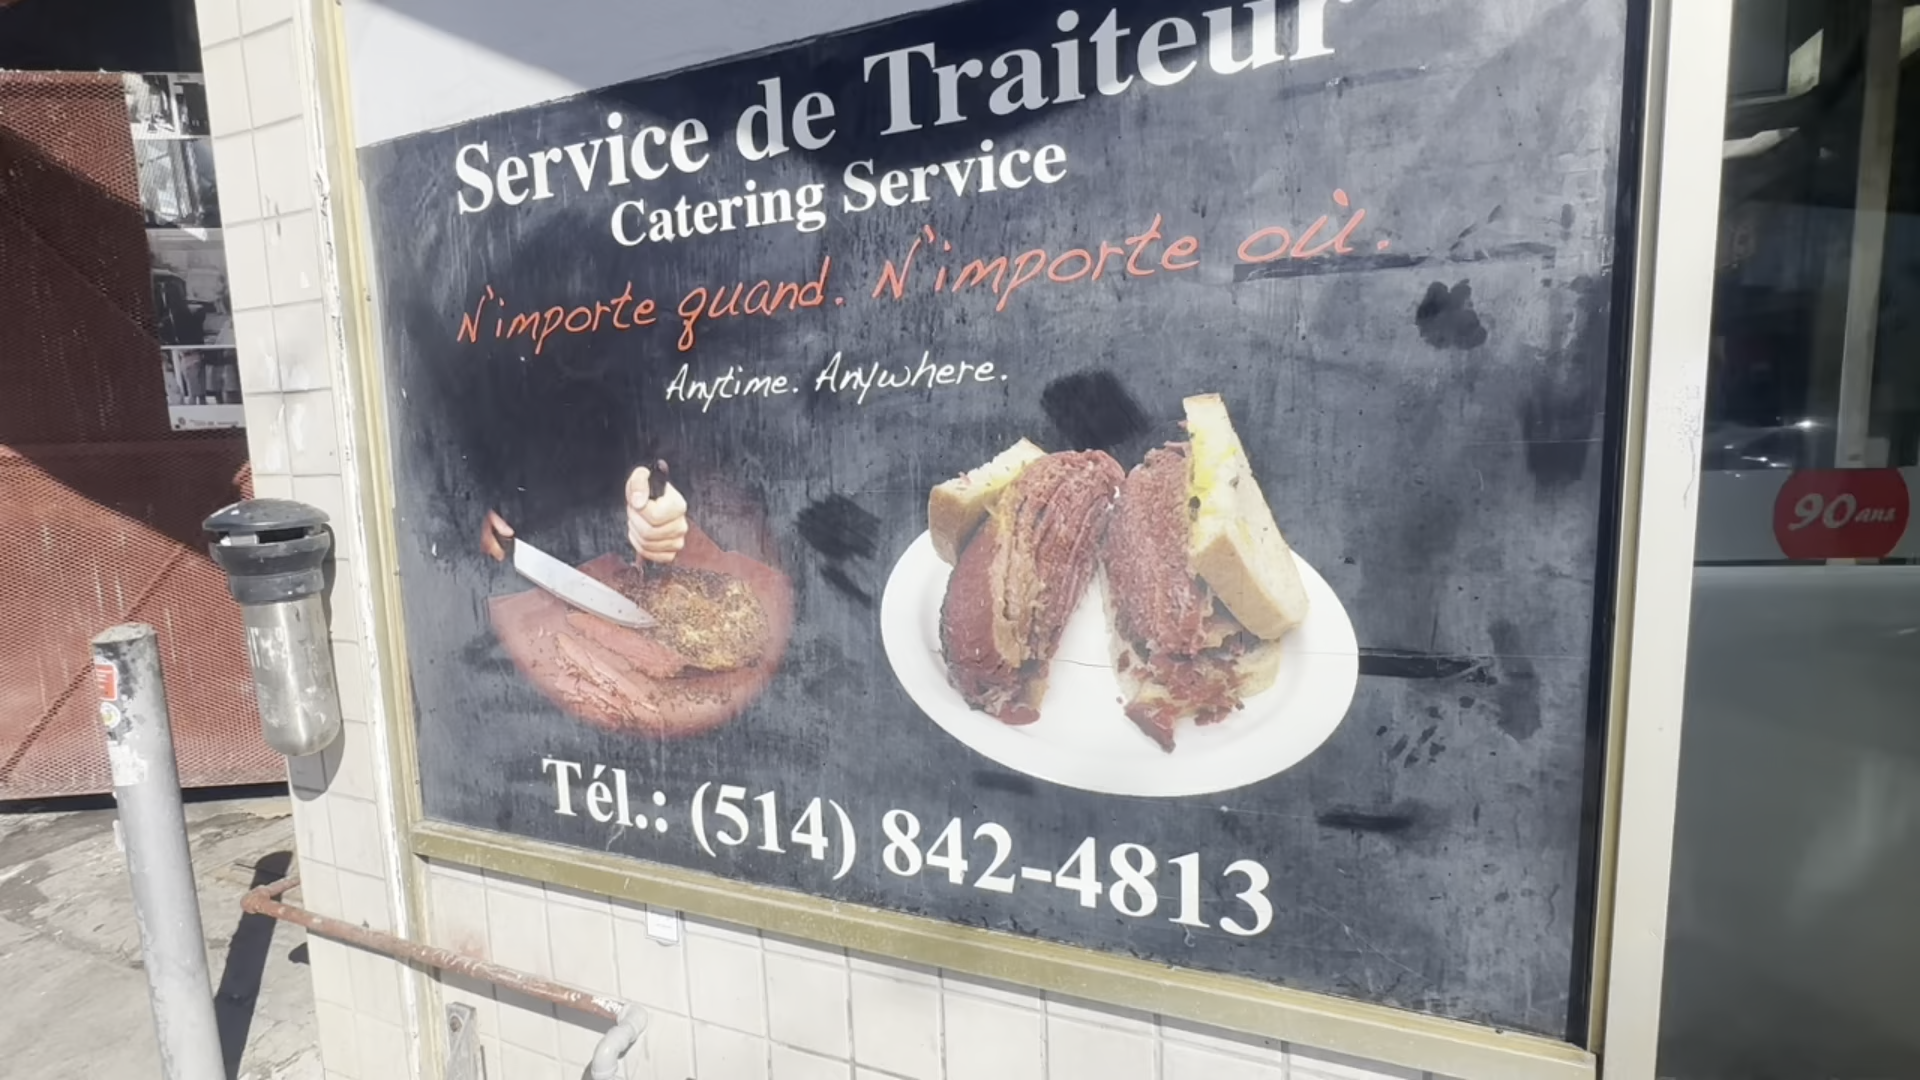 Service de Traiteur
Catering Service
N'importe quand. N'importe où.
Anytime. Anywhere.
Tél.: (514) 842-4813
90 ans